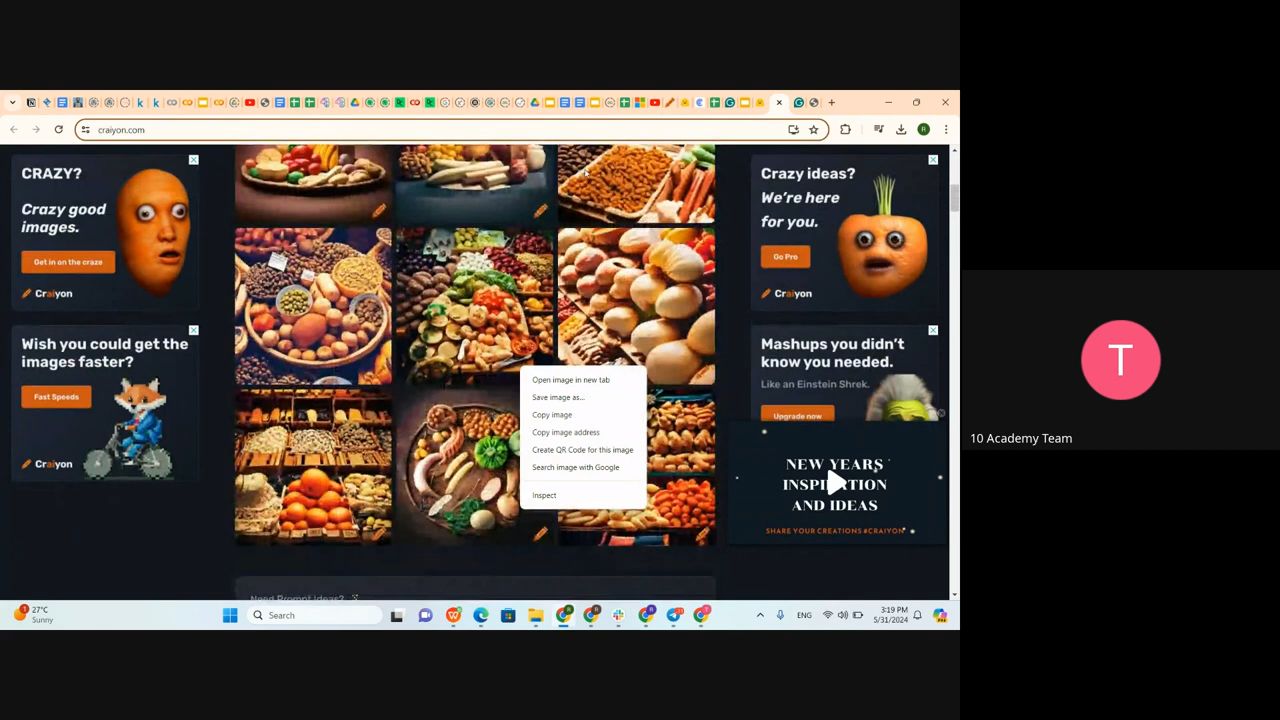 craiyon.com
CRAZY?
Crazy good
images.
Get in on the craze
Craiyon
Wish you could get the
images faster?
Fast Speeds
Craiyon
Crazy ideas?
We're here
for you.
Go Pro
Craiyon
Mashups you didn't
know you needed.
Like an Einstein Shrek.
Upgrade now
Open image in new tab
Save image as...
Copy image
Copy image address
Create QR Code for this image
Search image with Google
Inspect
NEW YEARS
INSPIRATION
AND IDEAS
SHARE YOUR CREATIONS #CRAIYON
Need Prompt Ideas?
27°C
Sunny
Search
ENG
3:19 PM
5/31/2024
T
10 Academy Team